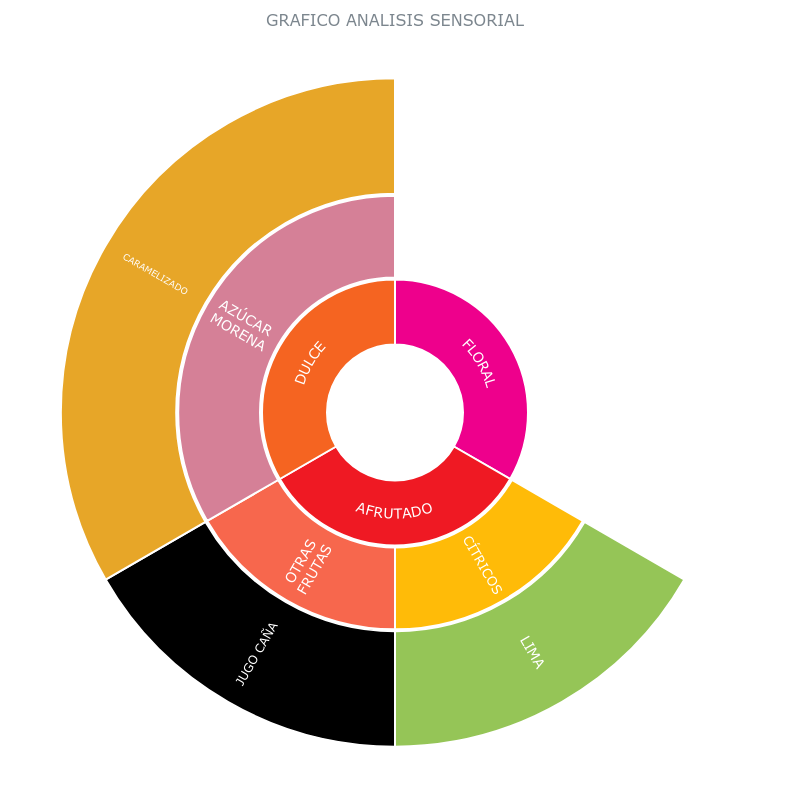 GRAFICO ANALISIS SENSORIAL
CARAMELIZADO
AZÚCAR
MORENA
DULCE
FLORAL
AFRUTADO
OTRAS
FRUTAS
CÍTRICOS
JUGO CAÑA
LIMA